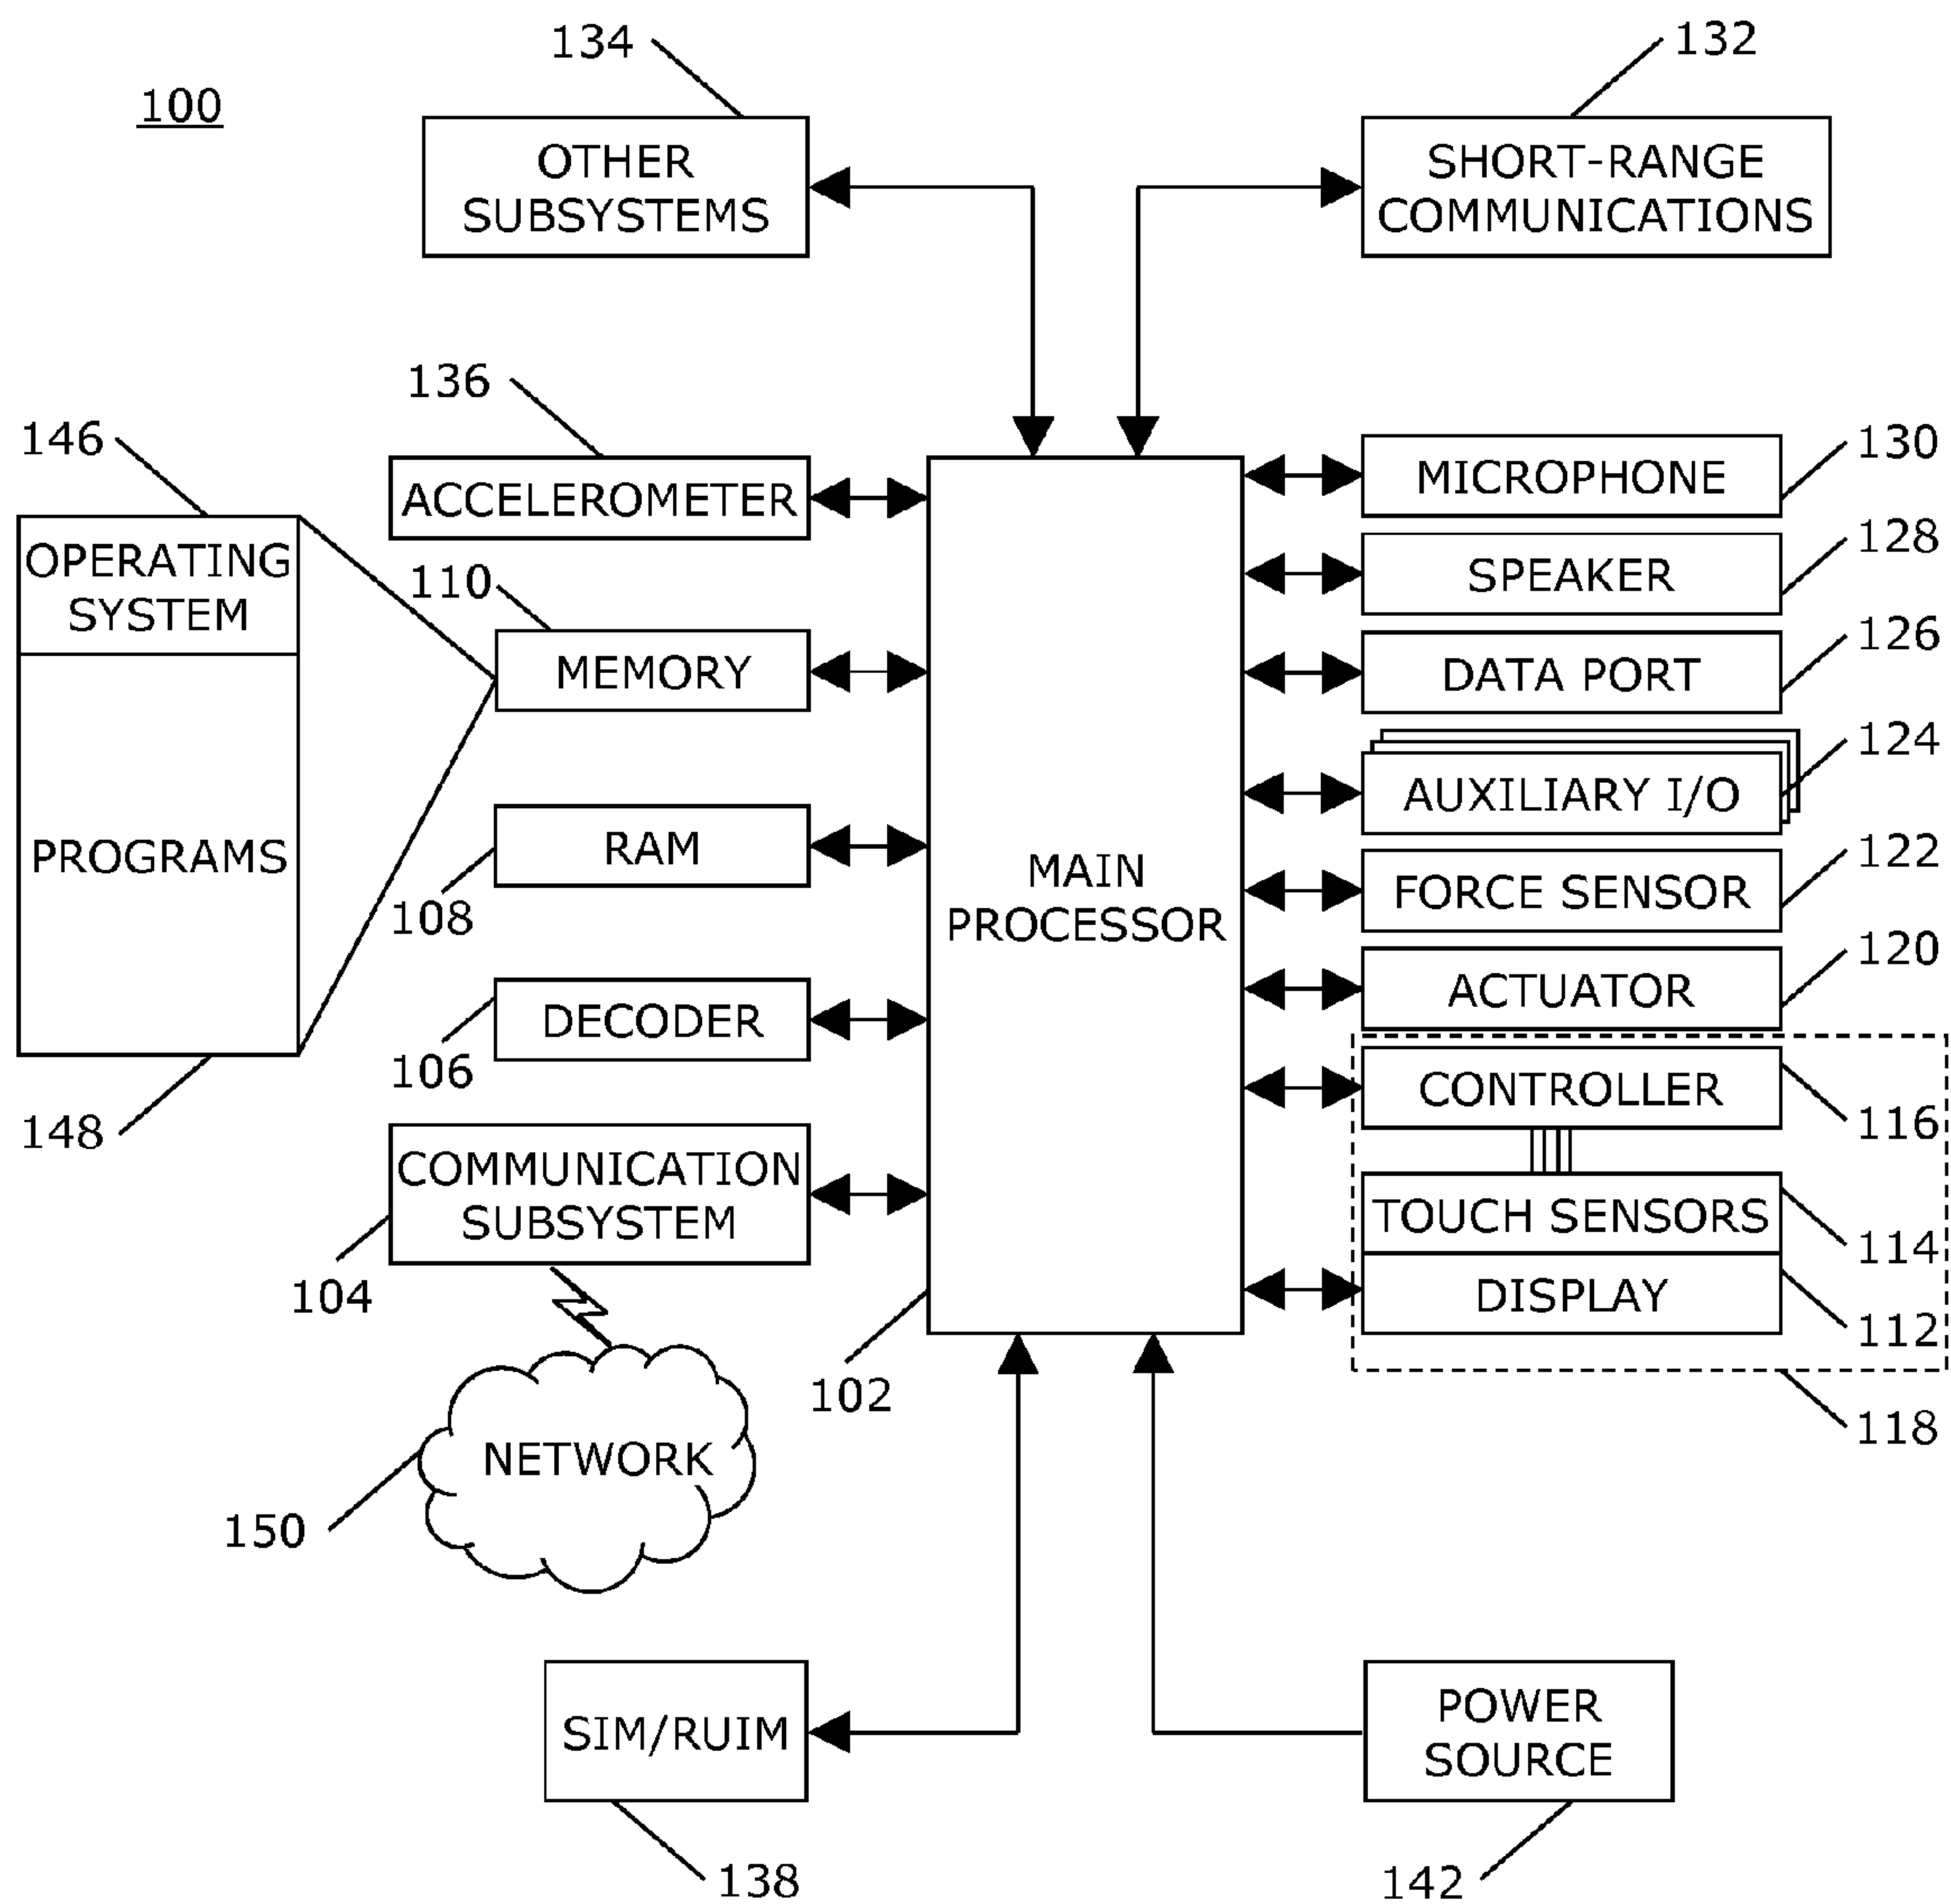 134
132
100
OTHER
SUBSYSTEMS
SHORT-RANGE
COMMUNICATIONS
136
146
130
ACCELEROMETER
MICROPHONE
OPERATING
SYSTEM
110
128
SPEAKER
126
MEMORY
DATA PORT
124
AUXILIARY I/O
PROGRAMS
RAM
MAIN
PROCESSOR
122
FORCE SENSOR
108
120
ACTUATOR
DECODER
106
CONTROLLER
116
148
COMMUNICATION
SUBSYSTEM
TOUCH SENSORS
114
104
DISPLAY
112
102
118
NETWORK
150
SIM/RUIM
POWER
SOURCE
138
142